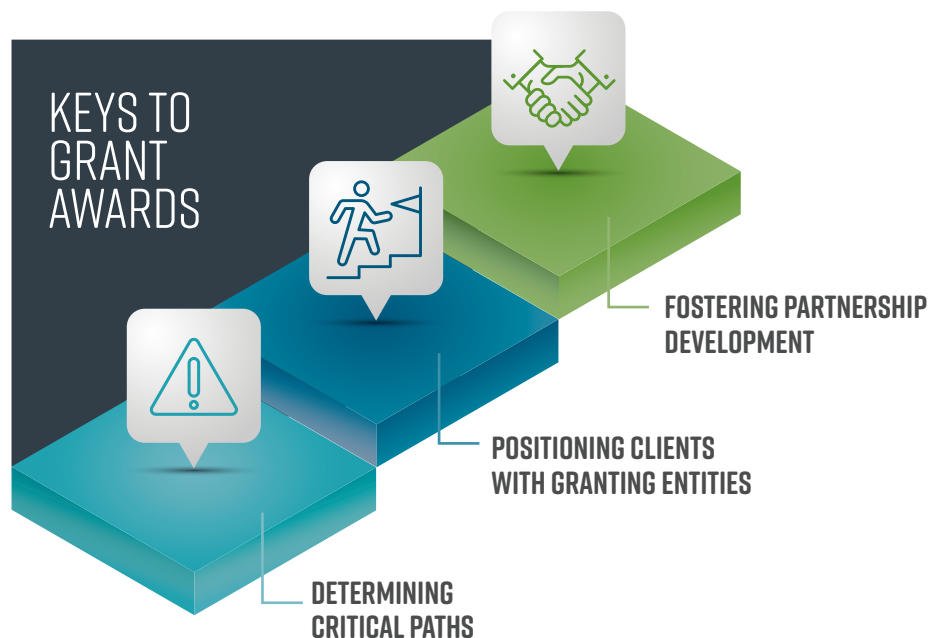 KEYS TO
GRANT
AWARDS
FOSTERING PARTNERSHIP
DEVELOPMENT
POSITIONING CLIENTS
WITH GRANTING ENTITIES
DETERMINING
CRITICAL PATHS